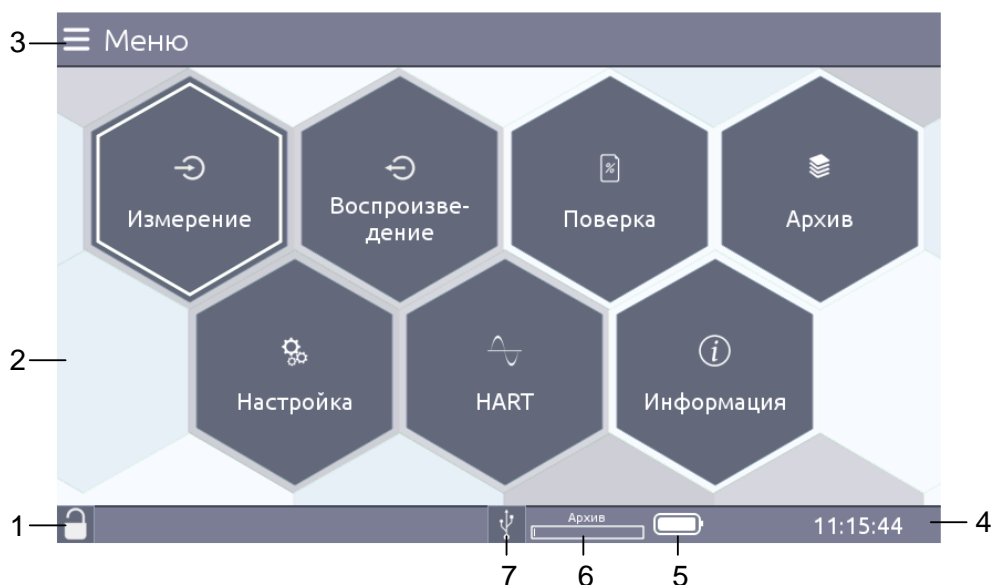 3
Меню
Измерение
Воспроизве-
дение
Поверка
%
Архив
2
Настройка
HART
i
Информация
1
Архив
11:15:44
4
7
6
5